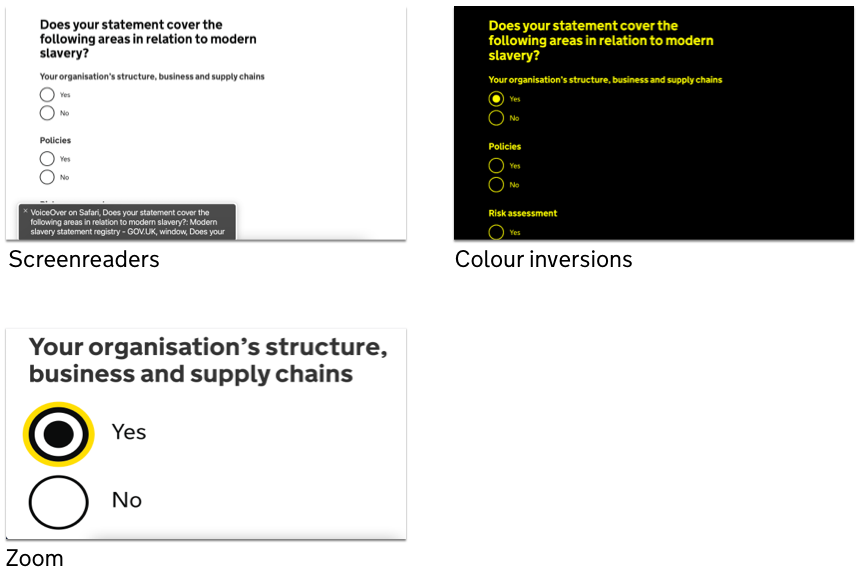 Does your statement cover the
following areas in relation to modern
slavery?
Your organisation's structure, business and supply chains
Yes
No
Policies
Yes
No
× VoiceOver on Safari, Does your statement cover the
following areas in relation to modern slavery?: Modern
slavery statement registry - GOV.UK, window, Does your
Screenreaders
Does your statement cover the
following areas in relation to modern
slavery?
Your organisation's structure, business and supply chains
Yes
No
Policies
Yes
No
Risk assessment
Yes
Colour inversions
Your organisation's structure,
business and supply chains
Yes
No
Zoom